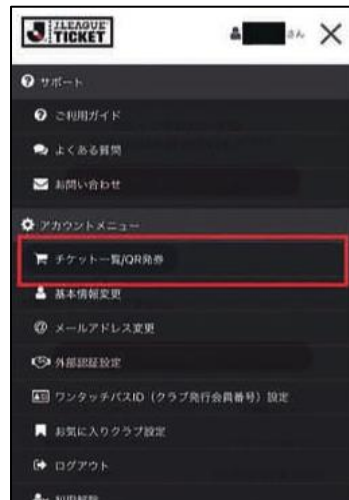 J.LEAGUE
TICKET
さん
サポート
ご利用ガイド
よくある質問
お問い合わせ
アカウントメニュー
チケット一覧/QR発券
基本情報変更
メールアドレス変更
外部認証設定
ワンタッチパスID（クラブ発行会員番号）設定
お気に入りクラブ設定
ログアウト
利用解除